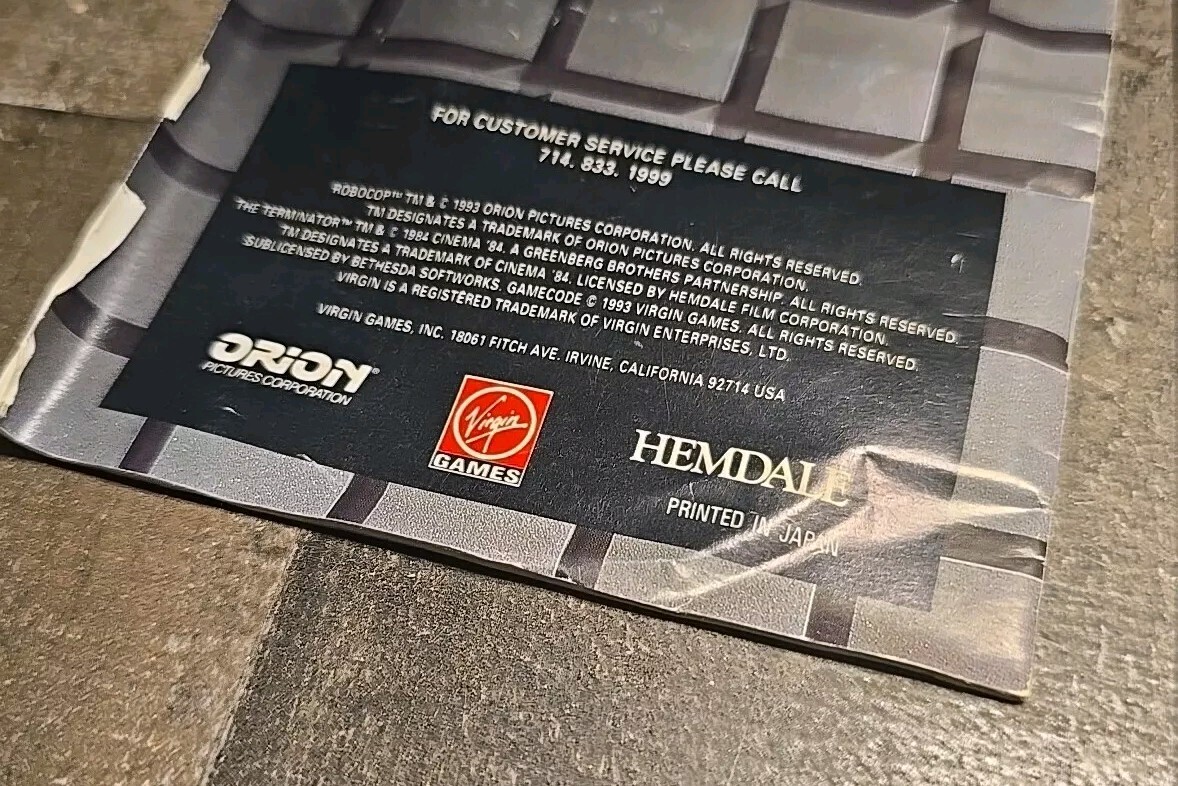 FOR CUSTOMER SERVICE PLEASE CALL
714. 833. 1999
ROBOCOP™ TM & © 1993 ORION PICTURES CORPORATION. ALL RIGHTS RESERVED.
TM DESIGNATES A TRADEMARK OF ORION PICTURES CORPORATION.
THE TERMINATOR™ TM & © 1984 CINEMA '84. A GREENBERG BROTHERS PARTNERSHIP. ALL RIGHTS RESERVED.
TM DESIGNATES A TRADEMARK OF CINEMA '84. LICENSED BY HEMDALE FILM CORPORATION.
SUBLICENSED BY BETHESDA SOFTWORKS. GAMECODE © 1993 VIRGIN GAMES. ALL RIGHTS RESERVED.
VIRGIN IS A REGISTERED TRADEMARK OF VIRGIN ENTERPRISES, LTD.
VIRGIN GAMES, INC. 18061 FITCH AVE. IRVINE, CALIFORNIA 92714 USA
ORION®
PICTURES CORPORATION
Virgin
GAMES
HEMDALE
PRINTED IN JAPAN